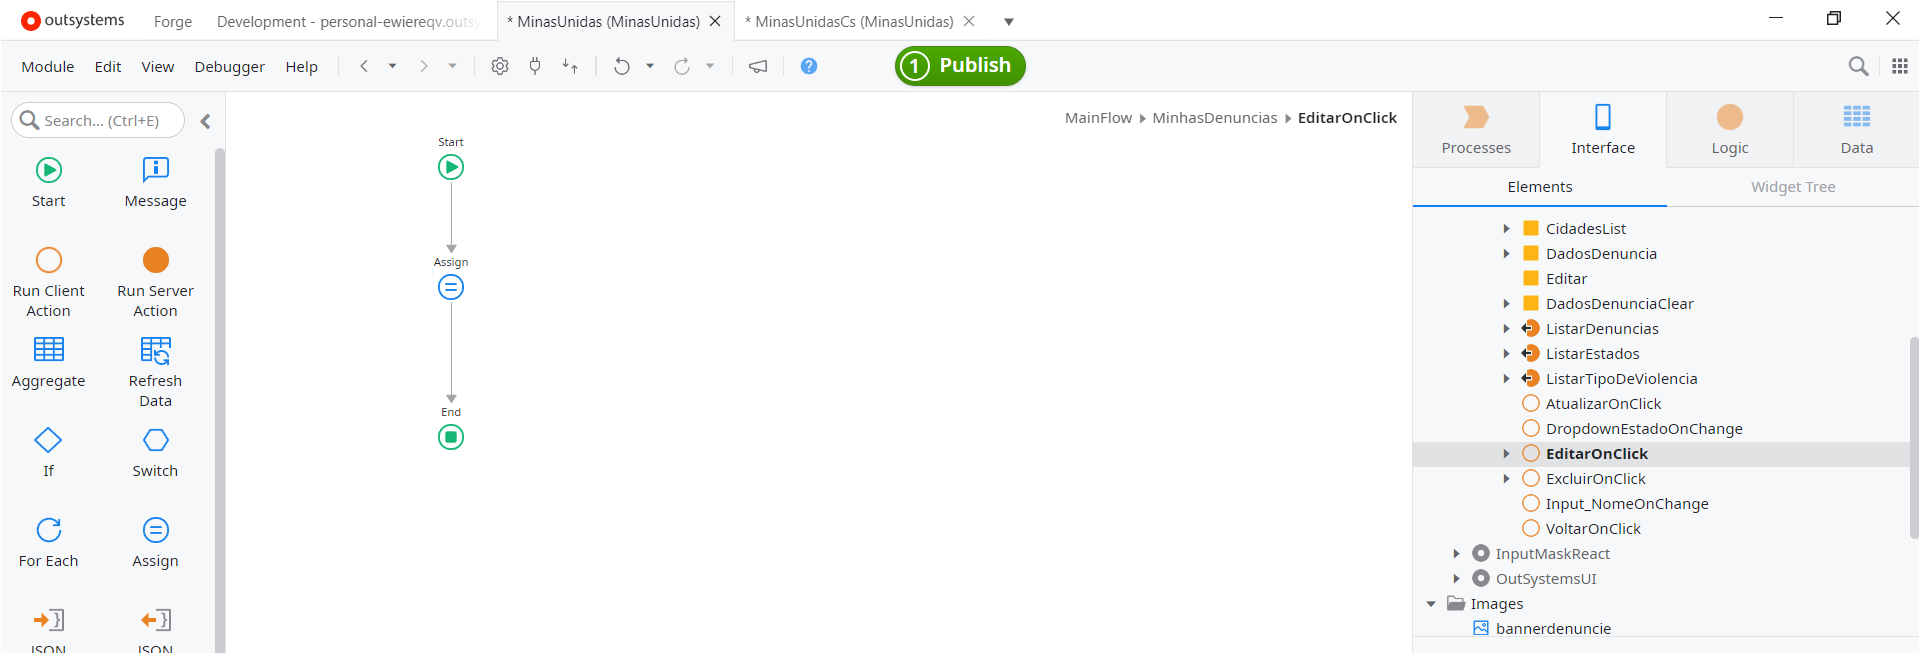 outsystems
Forge
Development - personal-ewiereqv.outsy
* MinasUnidas (MinasUnidas)
* MinasUnidasCs (MinasUnidas)
Module
Edit
View
Debugger
Help
?
1 Publish
Search... (Ctrl+E)
Start
Message
Run Client
Action
Run Server
Action
Aggregate
Refresh
Data
If
Switch
For Each
Assign
JSON
JSON
MainFlow
MinhasDenuncias
EditarOnClick
Start
Assign
End
Processes
Interface
Logic
Data
Elements
Widget Tree
CidadesList
DadosDenuncia
Editar
DadosDenunciaClear
ListarDenuncias
ListarEstados
ListarTipoDeViolencia
AtualizarOnClick
DropdownEstadoOnChange
EditarOnClick
ExcluirOnClick
Input_NomeOnChange
VoltarOnClick
InputMaskReact
OutSystemsUI
Images
bannerdenuncie